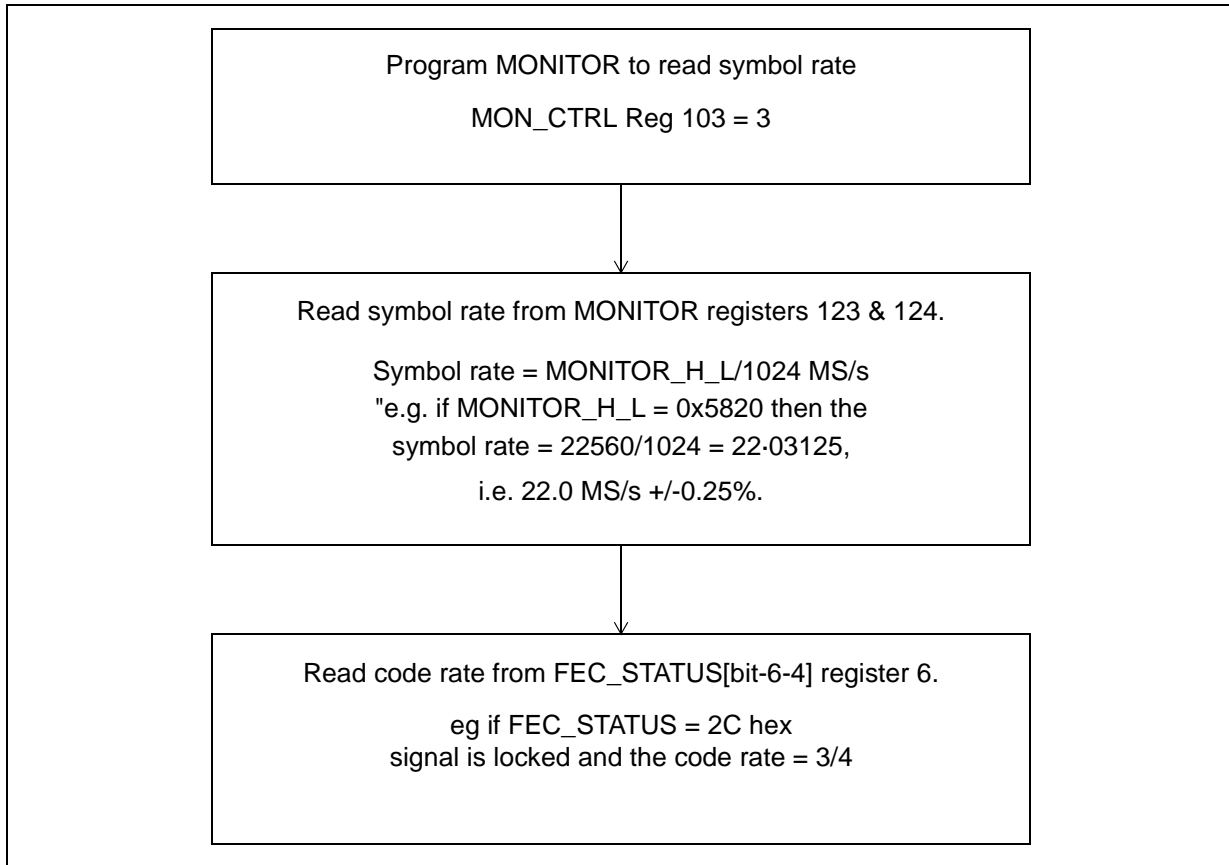 Program MONITOR to read symbol rate
MON_CTRL Reg 103 = 3
Read symbol rate from MONITOR registers 123 & 124.
Symbol rate = MONITOR_H_L/1024 MS/s
"e.g. if MONITOR_H_L = 0x5820 then the
symbol rate = 22560/1024 = 22·03125,
i.e. 22.0 MS/s +/-0.25%.
Read code rate from FEC_STATUS[bit-6-4] register 6.
eg if FEC_STATUS = 2C hex
signal is locked and the code rate = 3/4